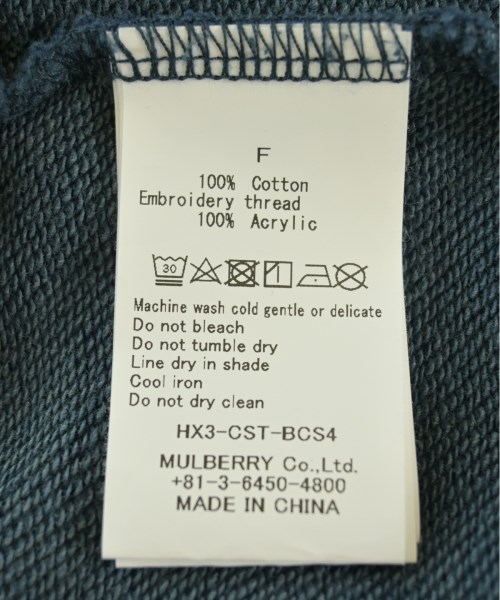 F
100% Cotton
Embroidery thread
100% Acrylic
30
Machine wash cold gentle or delicate
Do not bleach
Do not tumble dry
Line dry in shade
Cool iron
Do not dry clean
HX3-CST-BCS4
MULBERRY Co.,Ltd.
+81-3-6450-4800
MADE IN CHINA